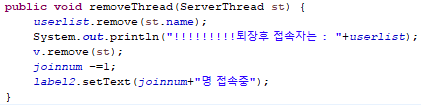 public void removeThread(ServerThread st) {
userlist.remove(st.name);
System.out.println("!!!!!!!!!퇴장후 접속자는 : "+userlist);
v.remove(st);
joinnum -=1;
label2.setText(joinnum+"명 접속중");
}